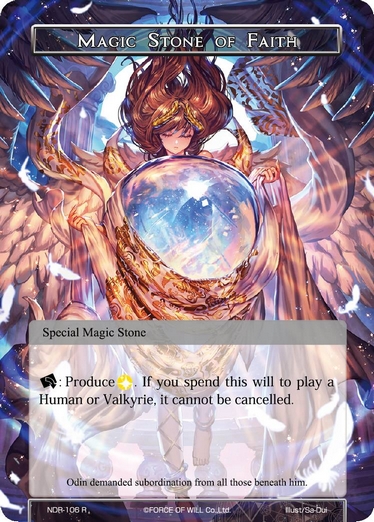 Magic Stone of Faith
Special Magic Stone
: Produce . If you spend this will to play a
Human or Valkyrie, it cannot be cancelled.
Odin demanded subordination from all those beneath him.
NDR-106 R , ©FORCE OF WILL Co.,Ltd. Illust/Sa-Dui